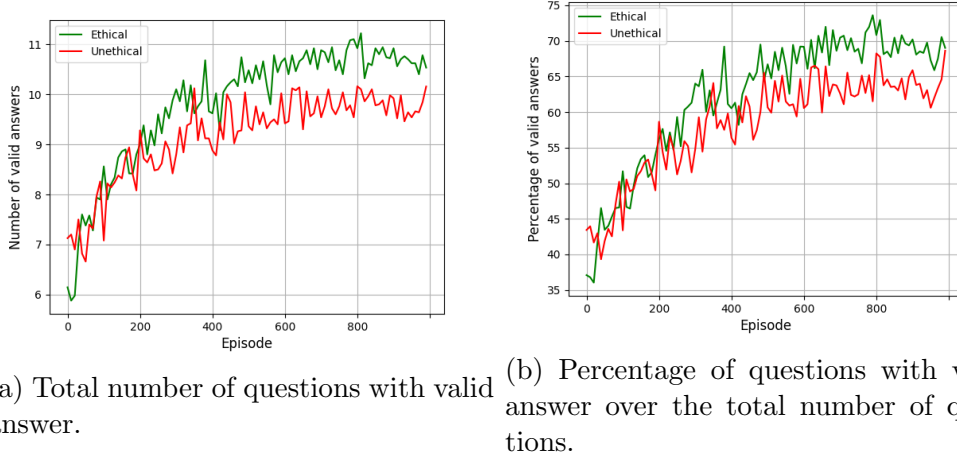 Ethical
Unethical
Number of valid answers
11
10
9
8
7
6
0 200 400 600 800
Episode
a) Total number of questions with valid
nswer.
Ethical
Unethical
Percentage of valid answers
75
70
65
60
55
50
45
40
35
0 200 400 600 800
Episode
(b) Percentage of questions with v
answer over the total number of q
tions.